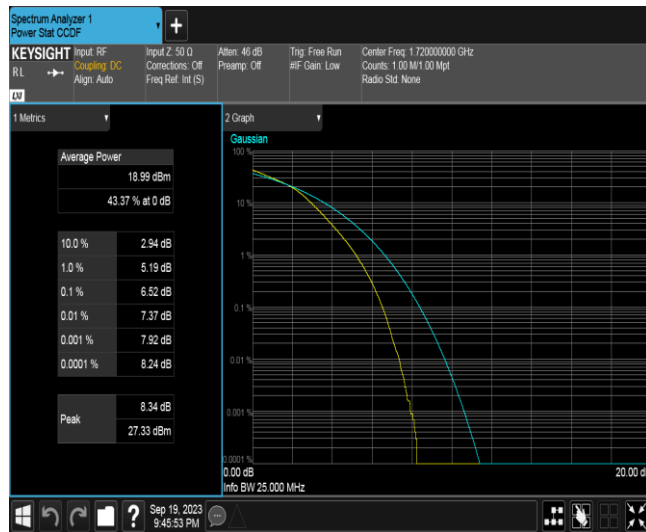 Spectrum Analyzer 1
Power Stat CCDF
+
KEYSIGHT
RL
LXI
Input: RF
Coupling: DC
Align: Auto
Input Z: 50 Ω
Corrections: Off
Freq Ref: Int (S)
Atten: 46 dB
Preamp: Off
Trig: Free Run
#IF Gain: Low
Center Freq: 1.720000000 GHz
Counts: 1.00 M/1.00 Mpt
Radio Std: None
1 Metrics
Average Power
18.99 dBm
43.37 % at 0 dB
10.0 % 2.94 dB
1.0 % 5.19 dB
0.1 % 6.52 dB
0.01 % 7.37 dB
0.001 % 7.92 dB
0.0001 % 8.24 dB
Peak
8.34 dB
27.33 dBm
2 Graph
Gaussian
100 %
10 %
1 %
0.1 %
0.01 %
0.001 %
0.0001 %
0.00 dB
20.00 d
Info BW 25.000 MHz
?
Sep 19, 2023
9:45:53 PM